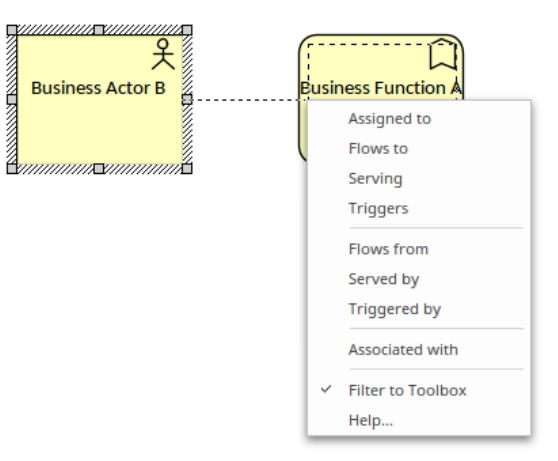 Business Actor B
Business Function A
Assigned to
Flows to
Serving
Triggers
Flows from
Served by
Triggered by
Associated with
Filter to Toolbox
Help...